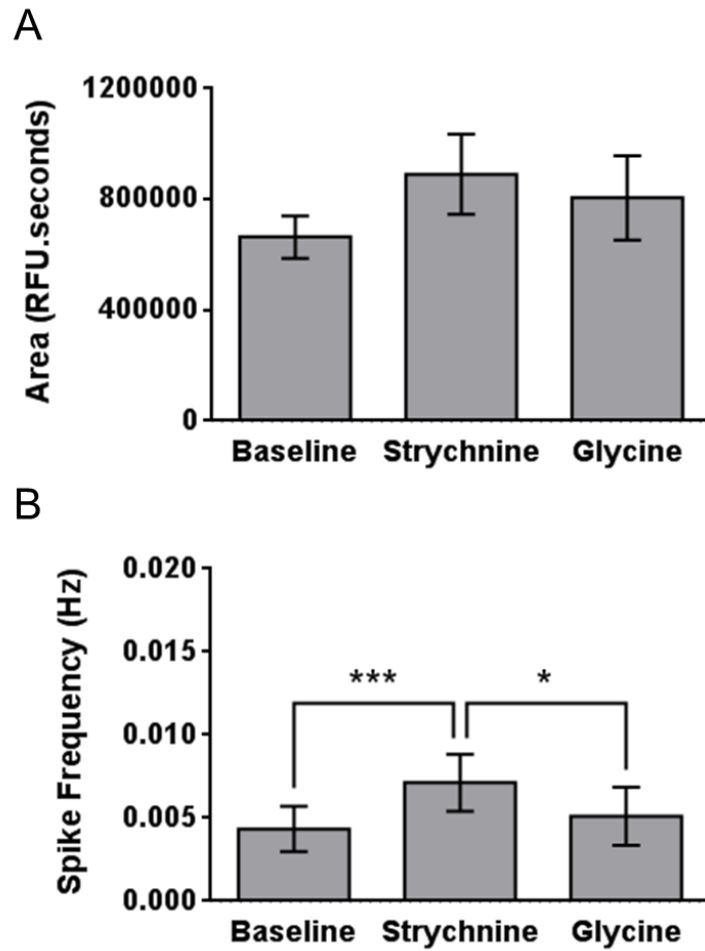 A
Area (RFU.seconds)
1200000
800000
400000
0
Baseline Strychnine Glycine
B
Spike Frequency (Hz)
0.020
0.015
*** *
0.010
0.005
0.000
Baseline Strychnine Glycine